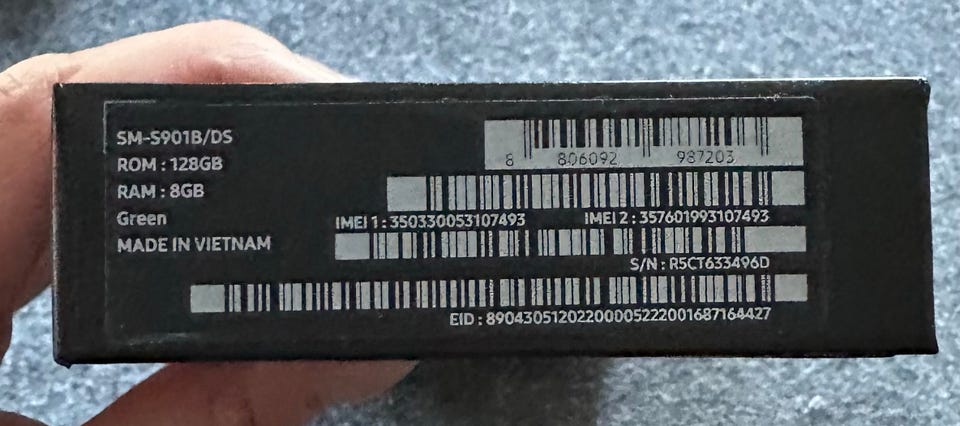 SM-S901B/DS
ROM : 128GB
RAM : 8GB
Green
MADE IN VIETNAM
8 806092 987203
IMEI 1 : 350330053107493 IMEI 2 : 357601993107493
S/N : R5CT633496D
EID : 89043051202200005222001687164427